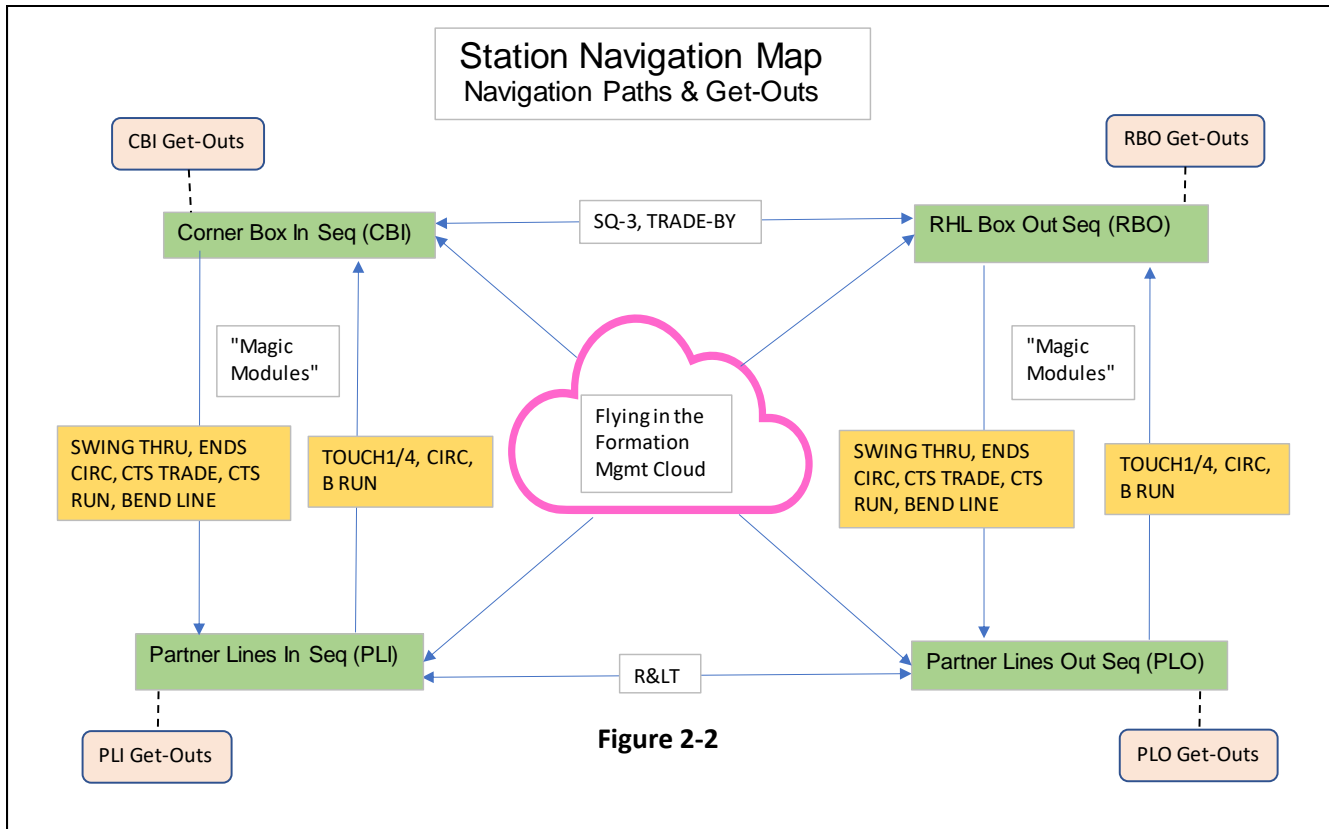 Station Navigation Map
Navigation Paths & Get-Outs
CBI Get-Outs
RBO Get-Outs
Corner Box In Seq (CBI)
SQ-3, TRADE-BY
RHL Box Out Seq (RBO)
"Magic
Modules"
"Magic
Modules"
SWING THRU, ENDS
CIRC, CTS TRADE, CTS
RUN, BEND LINE
TOUCH1/4, CIRC,
B RUN
Flying in the
Formation
Mgmt Cloud
SWING THRU, ENDS
CIRC, CTS TRADE, CTS
RUN, BEND LINE
TOUCH1/4, CIRC,
B RUN
Partner Lines In Seq (PLI)
R&LT
Partner Lines Out Seq (PLO)
Figure 2-2
PLI Get-Outs
PLO Get-Outs